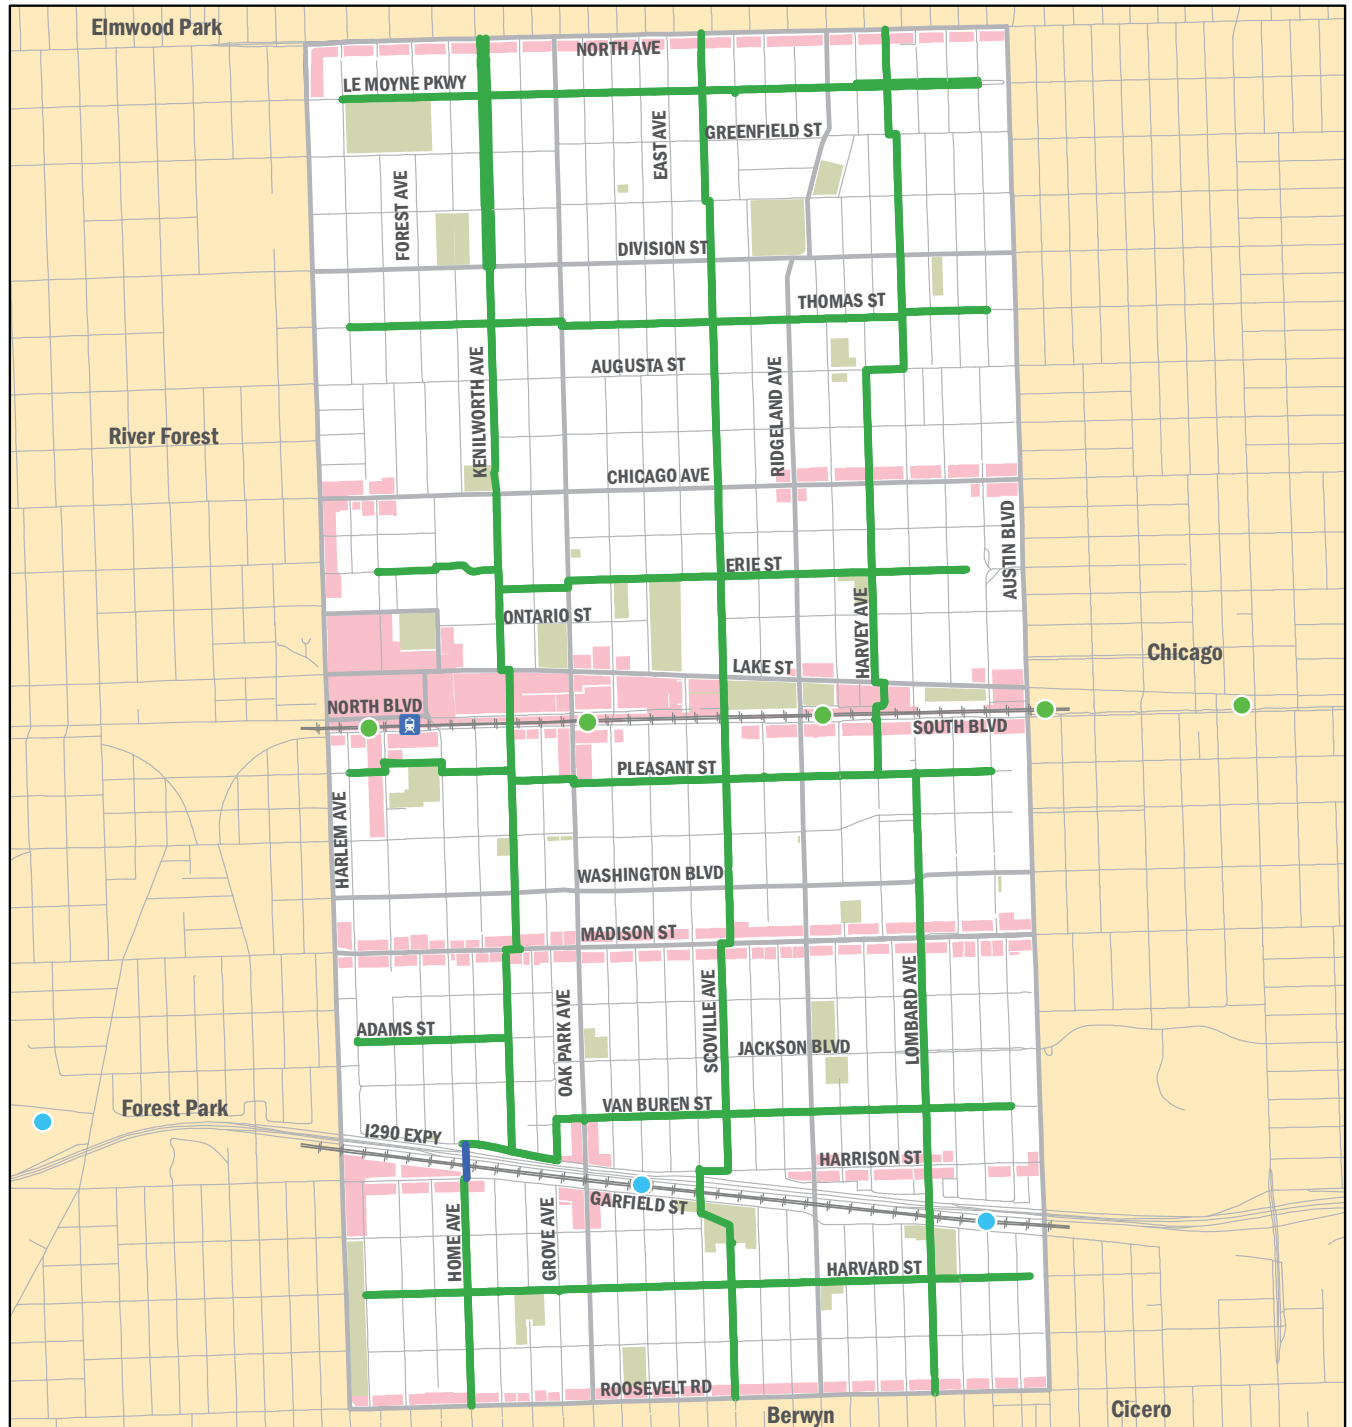 Elmwood Park
NORTH AVE
LE MOYNE PKWY
EAST AVE
GREENFIELD ST
FOREST AVE
DIVISION ST
THOMAS ST
KENILWORTH AVE
AUGUSTA ST
RIDGELAND AVE
River Forest
CHICAGO AVE
AUSTIN BLVD
ERIE ST
HARVEY AVE
ONTARIO ST
Chicago
LAKE ST
NORTH BLVD
SOUTH BLVD
PLEASANT ST
HARLEM AVE
WASHINGTON BLVD
MADISON ST
OAK PARK AVE
SCOVILLE AVE
LOMBARD AVE
ADAMS ST
JACKSON BLVD
Forest Park
VAN BUREN ST
I290 EXPY
HARRISON ST
GARFIELD ST
HOME AVE
GROVE AVE
HARVARD ST
ROOSEVELT RD
Berwyn
Cicero